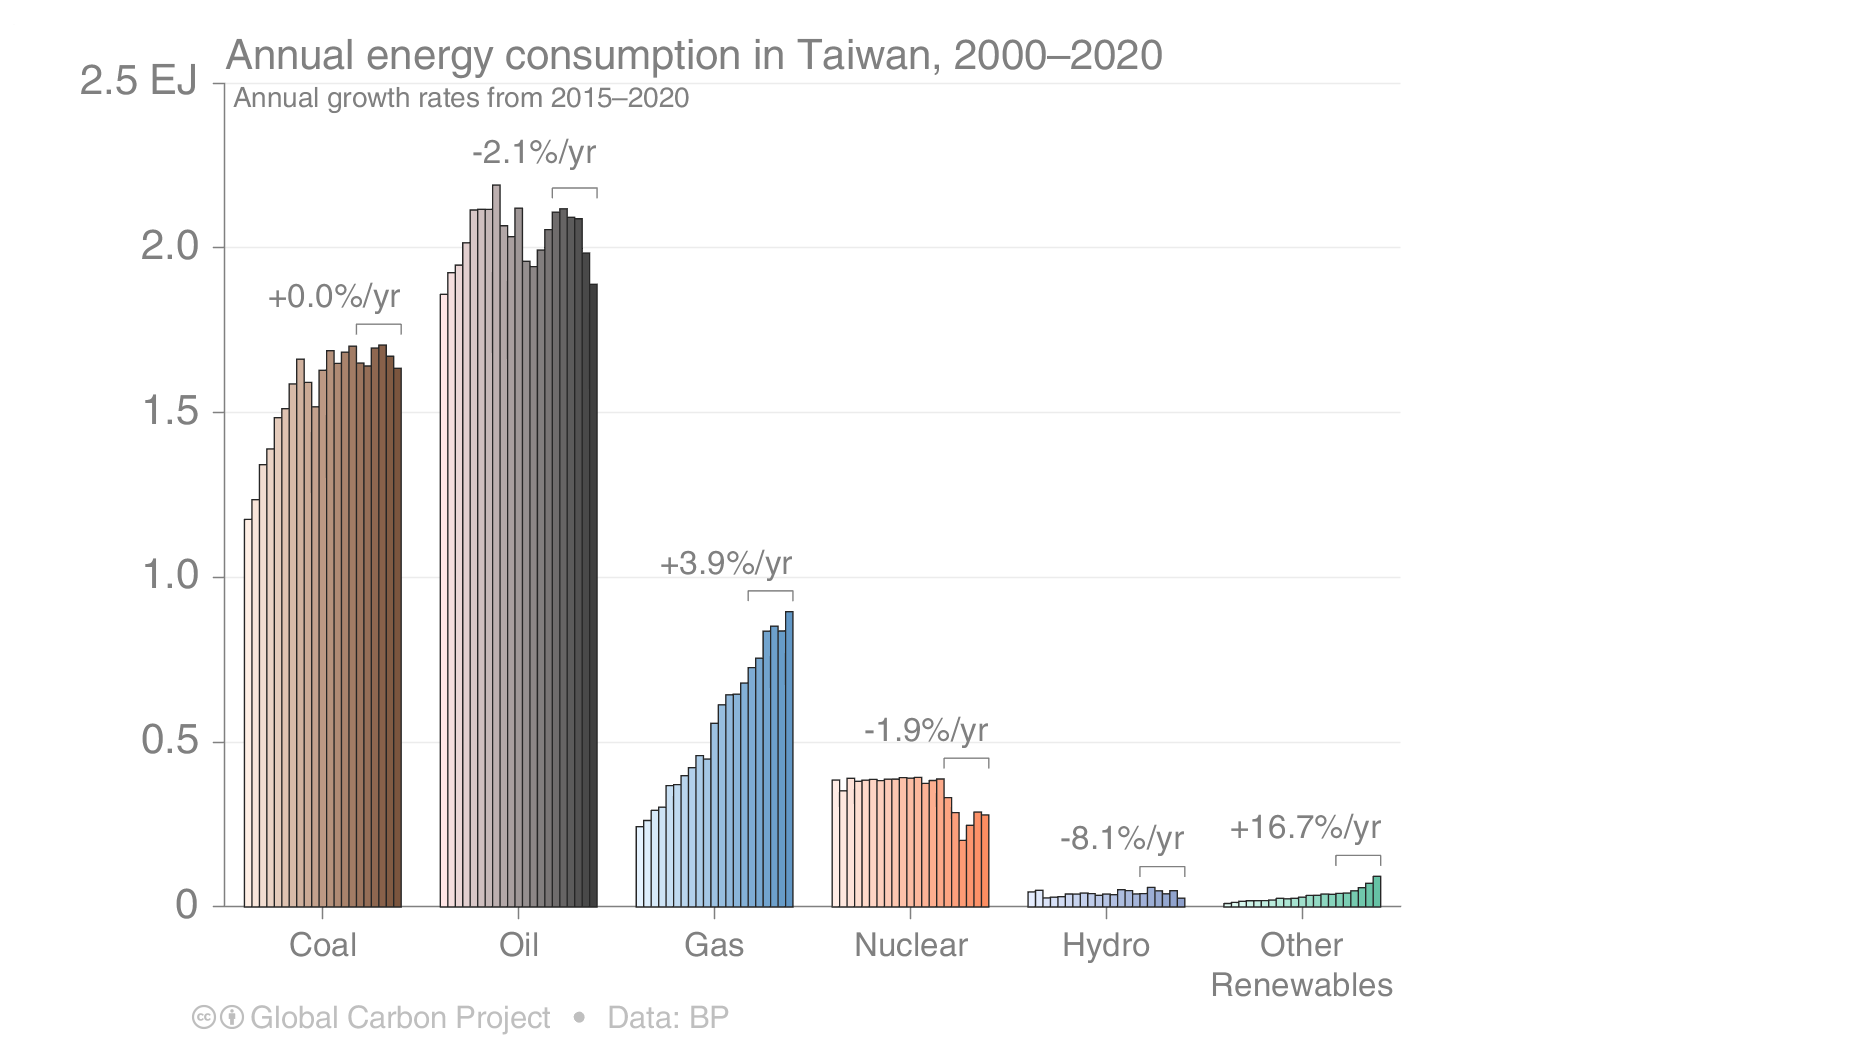 Annual energy consumption in Taiwan, 2000–2020
2.5 EJ
Annual growth rates from 2015–2020
-2.1%/yr
2.0
+0.0%/yr
1.5
1.0
+3.9%/yr
0.5
-1.9%/yr
-8.1%/yr
+16.7%/yr
0
Coal
Oil
Gas
Nuclear
Hydro
Other
Renewables
cc Global Carbon Project • Data: BP